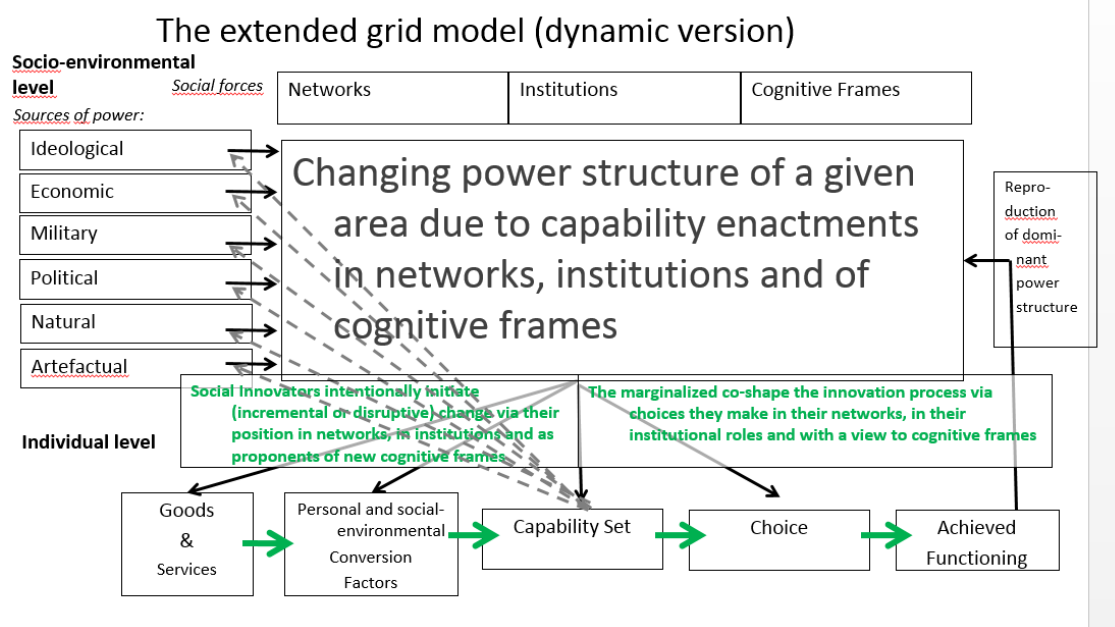 The extended grid model (dynamic version)
Socio-environmental
level
Social forces
Sources of power:
Networks
Institutions
Cognitive Frames
Ideological
Economic
Military
Political
Natural
Artefactual
Changing power structure of a given
area due to capability enactments
in networks, institutions and of
cognitive frames
Repro-
duction
of domi-
nant
power
structure
Individual level
Social Innovators intentionally initiate
(incremental or disruptive) change via their
position in networks, in institutions and as
proponents of new cognitive frames
The marginalized co-shape the innovation process via
choices they make in their networks, in their
institutional roles and with a view to cognitive frames
Goods
&
Services
Personal and social-
environmental
Conversion
Factors
Capability Set
Choice
Achieved
Functioning